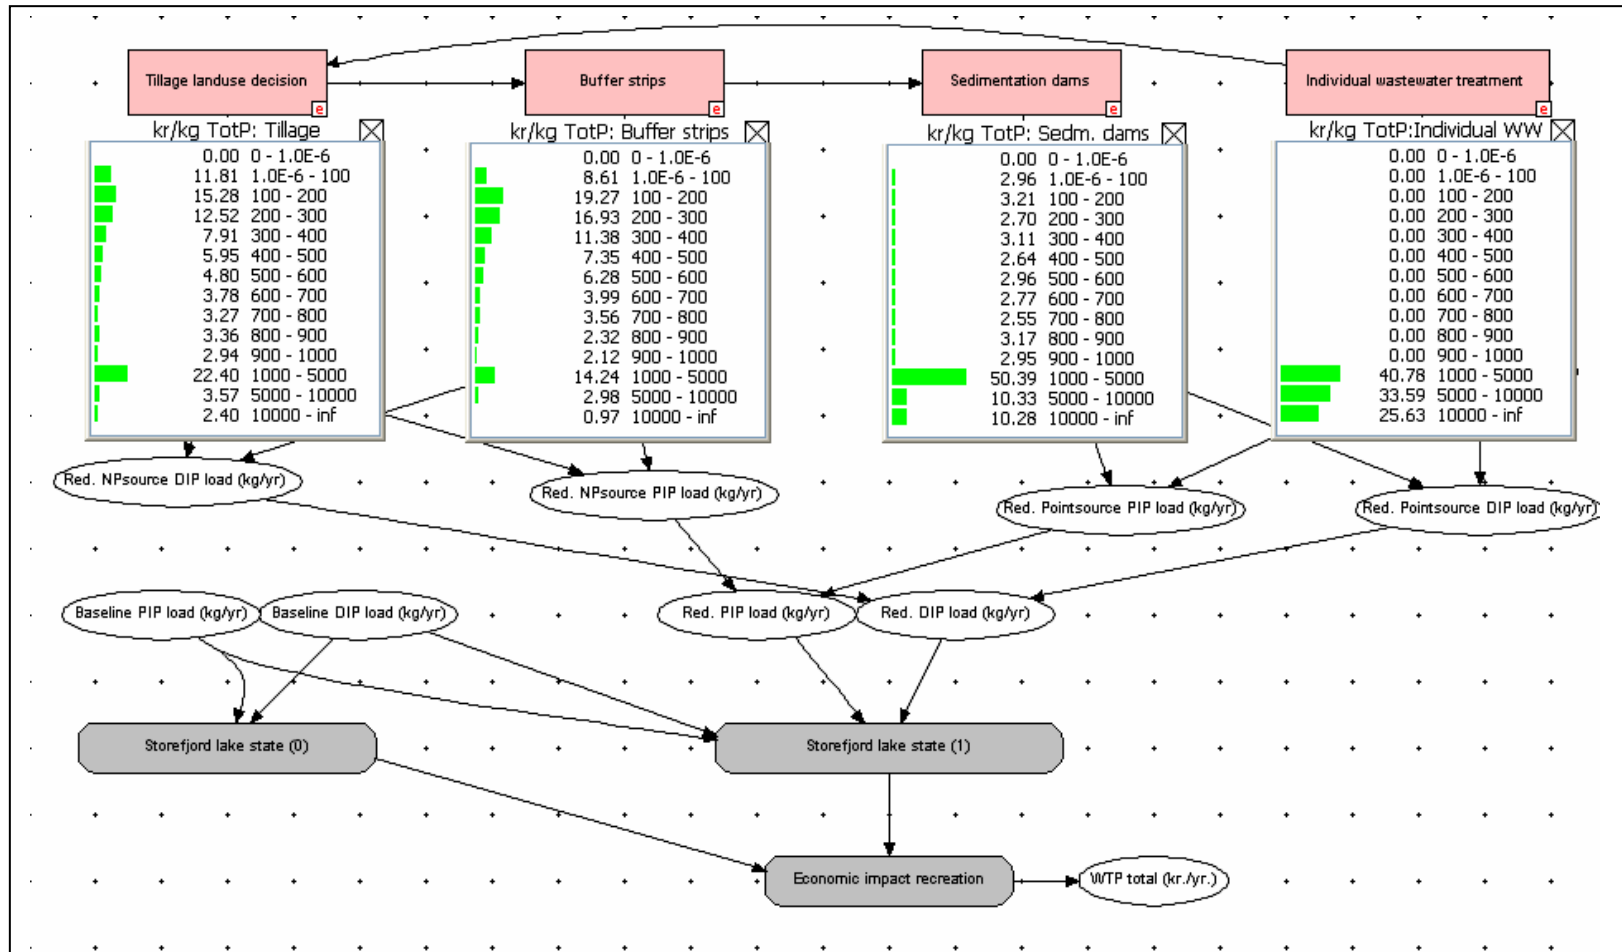 Tillage landuse decision
Buffer strips
Sedimentation dams
Individual wastewater treatment
e
e
e
e
kr/kg TotP: Tillage
0.00 0 - 1.0E-6
11.81 1.0E-6 - 100
15.28 100 - 200
12.52 200 - 300
7.91 300 - 400
5.95 400 - 500
4.80 500 - 600
3.78 600 - 700
3.27 700 - 800
3.36 800 - 900
2.94 900 - 1000
22.40 1000 - 5000
3.57 5000 - 10000
2.40 10000 - inf
kr/kg TotP: Buffer strips
0.00 0 - 1.0E-6
8.61 1.0E-6 - 100
19.27 100 - 200
16.93 200 - 300
11.38 300 - 400
7.35 400 - 500
6.28 500 - 600
3.99 600 - 700
3.56 700 - 800
2.32 800 - 900
2.12 900 - 1000
14.24 1000 - 5000
2.98 5000 - 10000
0.97 10000 - inf
kr/kg TotP: Sedm. dams
0.00 0 - 1.0E-6
2.96 1.0E-6 - 100
3.21 100 - 200
2.70 200 - 300
3.11 300 - 400
2.64 400 - 500
2.96 500 - 600
2.77 600 - 700
2.55 700 - 800
3.17 800 - 900
2.95 900 - 1000
50.39 1000 - 5000
10.33 5000 - 10000
10.28 10000 - inf
kr/kg TotP:Individual WW
0.00 0 - 1.0E-6
0.00 1.0E-6 - 100
0.00 100 - 200
0.00 200 - 300
0.00 300 - 400
0.00 400 - 500
0.00 500 - 600
0.00 600 - 700
0.00 700 - 800
0.00 800 - 900
0.00 900 - 1000
40.78 1000 - 5000
33.59 5000 - 10000
25.63 10000 - inf
Red. NPsource DIP load (kg/yr)
Red. NPsource PIP load (kg/yr)
Red. Pointsource PIP load (kg/yr)
Red. Pointsource DIP load (kg/yr)
Baseline PIP load (kg/yr)
Baseline DIP load (kg/yr)
Red. PIP load (kg/yr)
Red. DIP load (kg/yr)
Storefjord lake state (0)
Storefjord lake state (1)
Economic impact recreation
WTP total (kr./yr.)